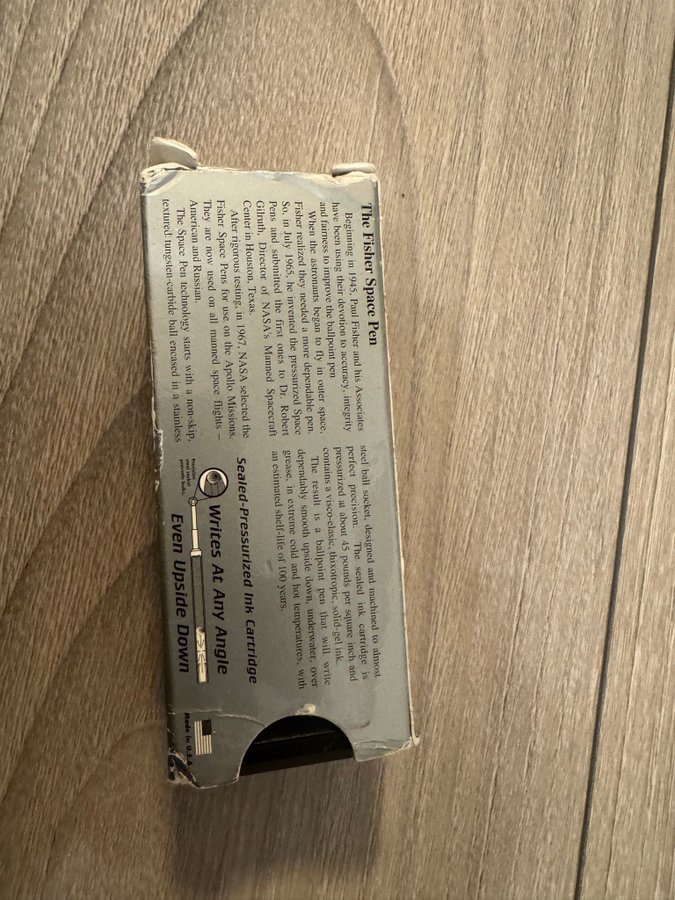 The Fisher Space Pen
Beginning in 1945, Paul Fisher and his Associates
have been using their devotion to accuracy, integrity
and fairness to improve the ballpoint pen
When the astronauts began to fly in outer space,
Fisher realized they needed a more dependable pen.
So, in July 1965, he invented the pressurized Space
Pens and submitted the first ones to Dr. Robert
Gilruth, Director of NASA's Manned Spacecraft
Center in Houston, Texas.
After rigorous testing, in 1967, NASA selected the
Fisher Space Pens for use on the Apollo Missions.
They are now used on all manned space flights –
American and Russian.
The Space Pen technology starts with a non-skip,
textured tungsten-carbide ball encased in a stainless
steel ball socket, designed and machined to almost
perfect precision. The sealed ink cartridge is
pressurized at about 45 pounds per square inch and
contains a visco-elasic, thixotropic, solid-gel ink.
The result is a ballpoint pen that will write
dependably smooth upside down, underwater, over
grease, in extreme cold and hot temperatures, with
an estimated shelf-life of 100 years.
Sealed-Pressurized Ink Cartridge
Writes At Any Angle
Even Upside Down
Made in U.S.A.